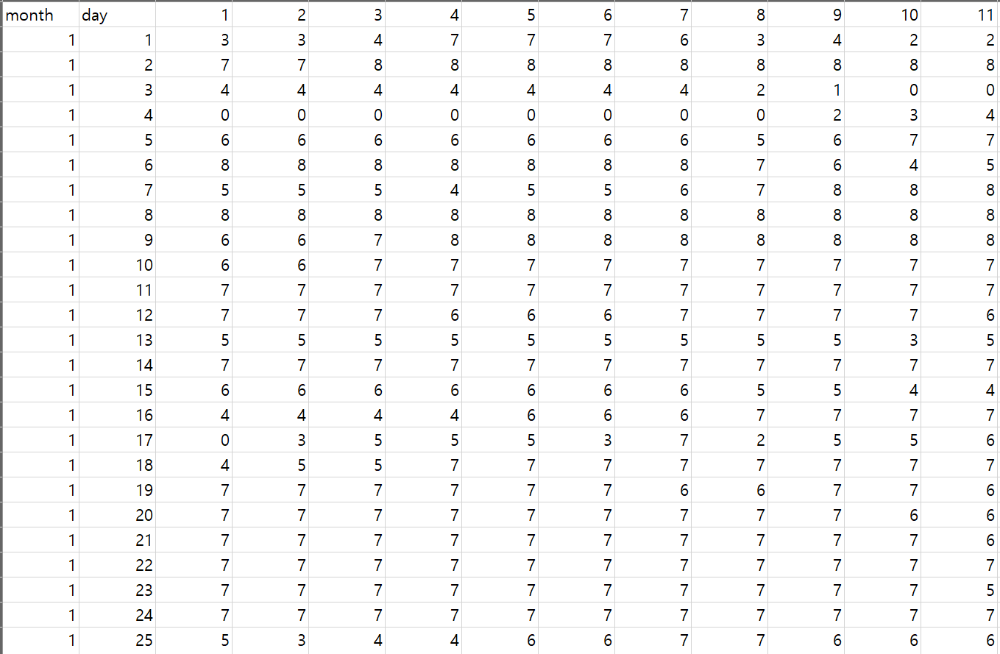 month day 1 2 3 4 5 6 7 8 9 10 11
1 1 3 3 4 7 7 7 6 3 4 2 2
1 2 7 7 8 8 8 8 8 8 8 8 8
1 3 4 4 4 4 4 4 4 2 1 0 0
1 4 0 0 0 0 0 0 0 0 2 3 4
1 5 6 6 6 6 6 6 6 5 6 7 7
1 6 8 8 8 8 8 8 8 7 6 4 5
1 7 5 5 5 4 5 5 6 7 8 8 8
1 8 8 8 8 8 8 8 8 8 8 8 8
1 9 6 6 7 8 8 8 8 8 8 8 8
1 10 6 6 7 7 7 7 7 7 7 7 7
1 11 7 7 7 7 7 7 7 7 7 7 7
1 12 7 7 7 6 6 6 7 7 7 7 6
1 13 5 5 5 5 5 5 5 5 5 3 5
1 14 7 7 7 7 7 7 7 7 7 7 7
1 15 6 6 6 6 6 6 6 5 5 4 4
1 16 4 4 4 4 6 6 6 7 7 7 7
1 17 0 3 5 5 5 3 7 2 5 5 6
1 18 4 5 5 7 7 7 7 7 7 7 7
1 19 7 7 7 7 7 7 6 6 7 7 6
1 20 7 7 7 7 7 7 7 7 7 6 6
1 21 7 7 7 7 7 7 7 7 7 7 6
1 22 7 7 7 7 7 7 7 7 7 7 7
1 23 7 7 7 7 7 7 7 7 7 7 5
1 24 7 7 7 7 7 7 7 7 7 7 7
1 25 5 3 4 4 6 6 7 7 6 6 6